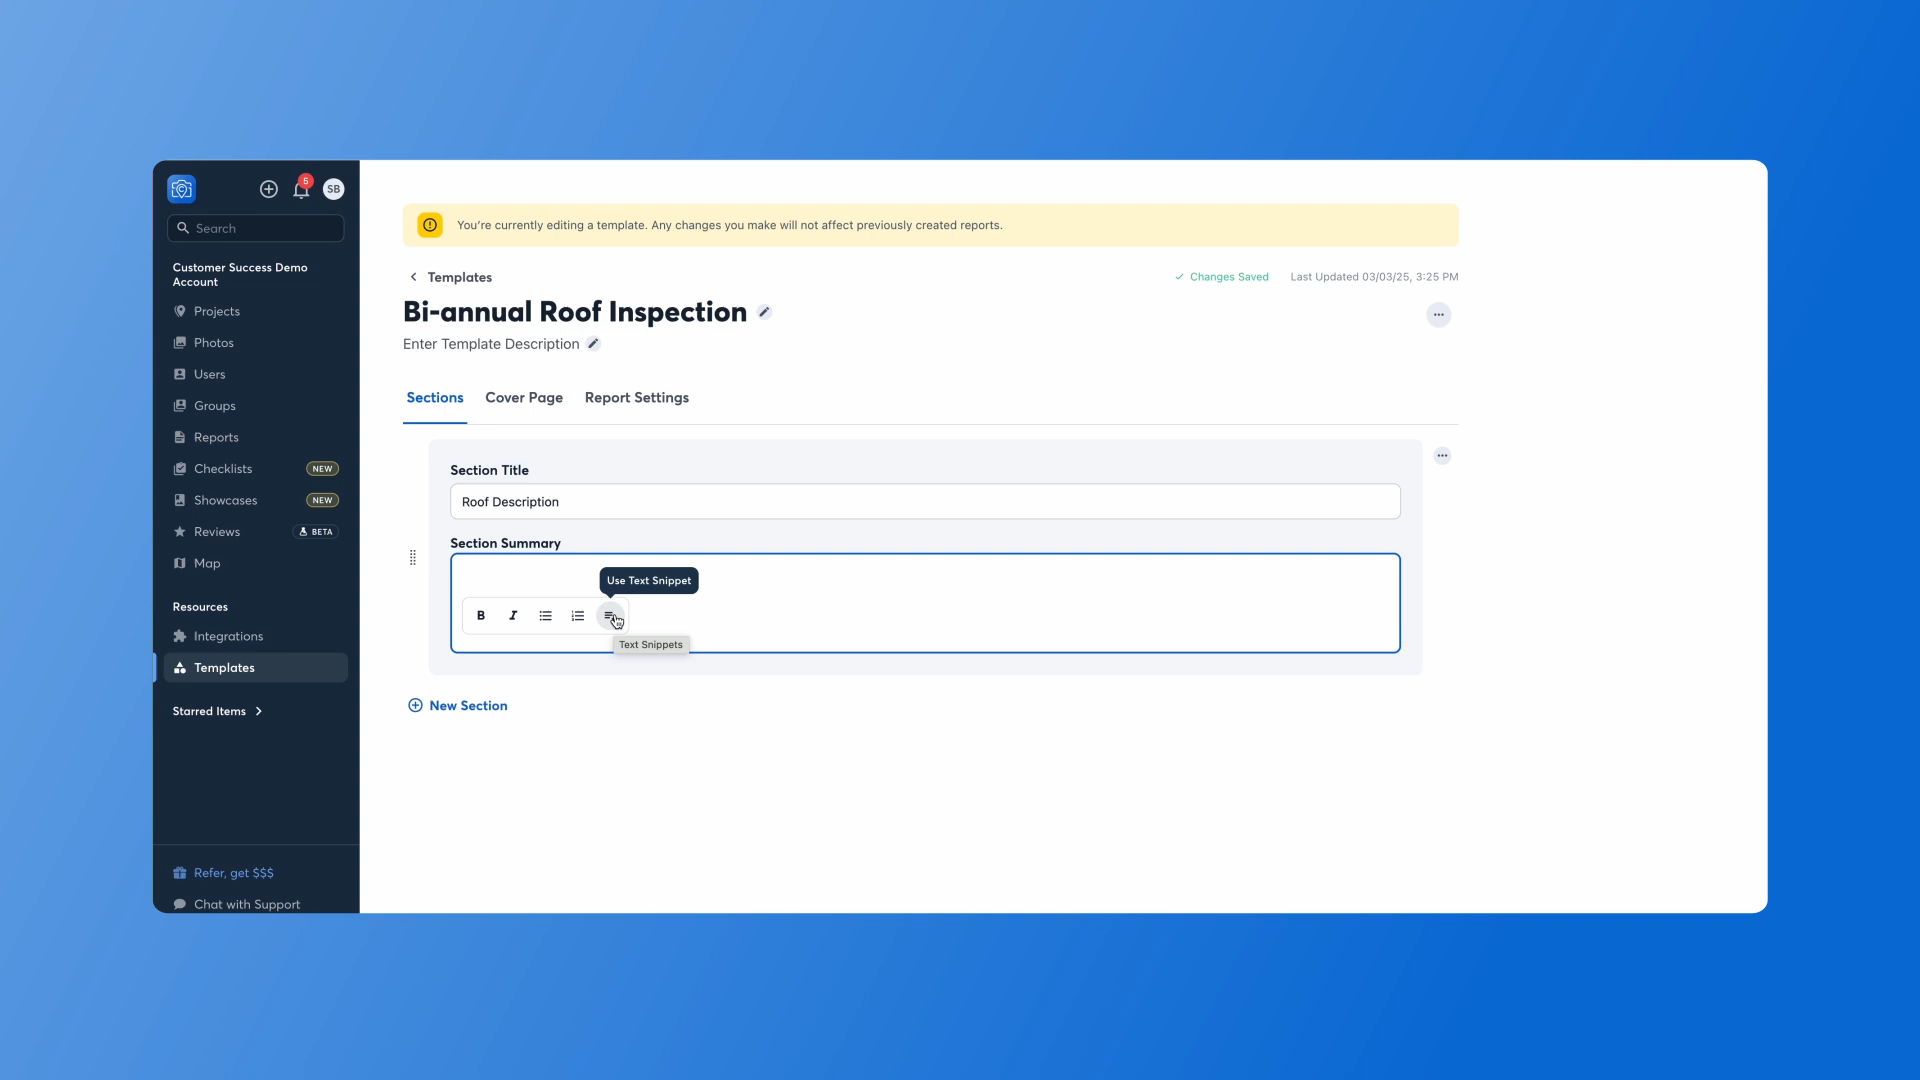 5
SB
Search
Customer Success Demo
Account
Projects
Photos
Users
Groups
Reports
Checklists NEW
Showcases NEW
Reviews BETA
Map
Resources
Integrations
Templates
Starred Items
Refer, get $$$
Chat with Support
You're currently editing a template. Any changes you make will not affect previously created reports.
Templates
Changes Saved Last Updated 03/03/25, 3:25 PM
Bi-annual Roof Inspection
Enter Template Description
Sections Cover Page Report Settings
Section Title
Roof Description
Section Summary
Use Text Snippet
B I
Text Snippets
New Section